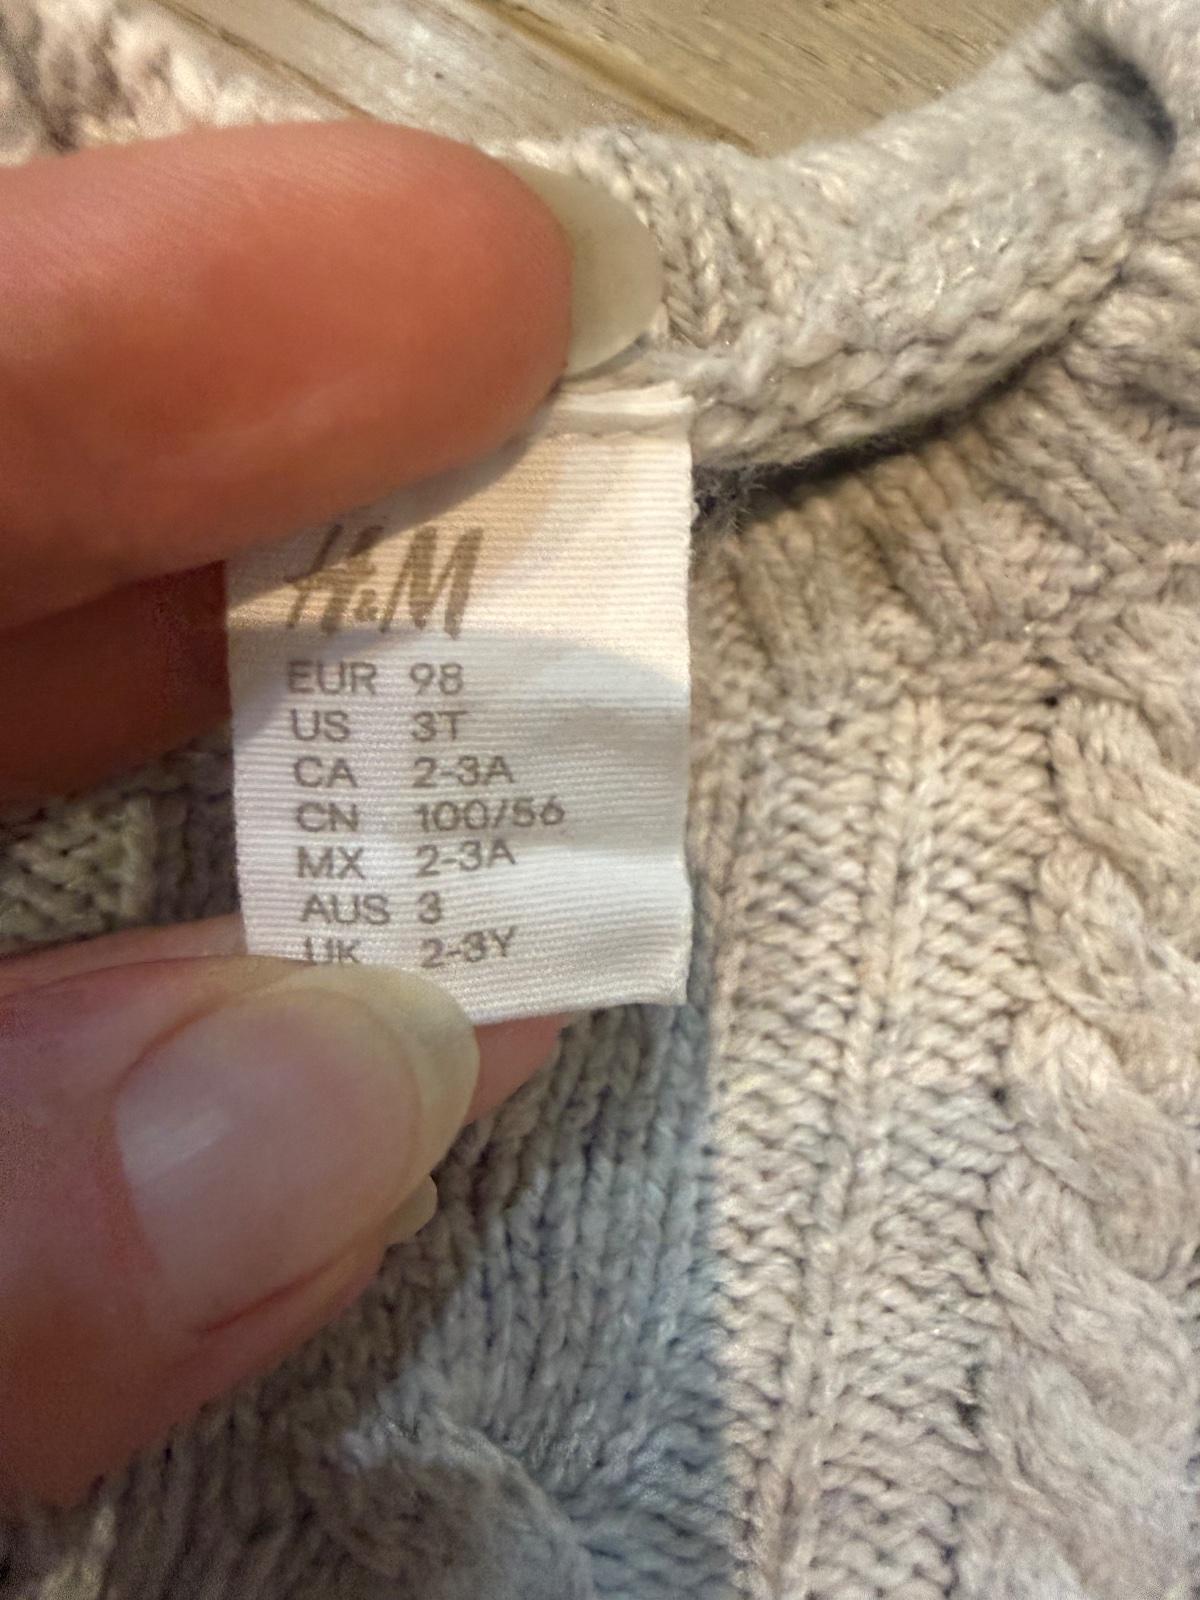 H&M
EUR 98
US 3T
CA 2-3A
CN 100/56
MX 2-3A
AUS 3
UK 2-3Y